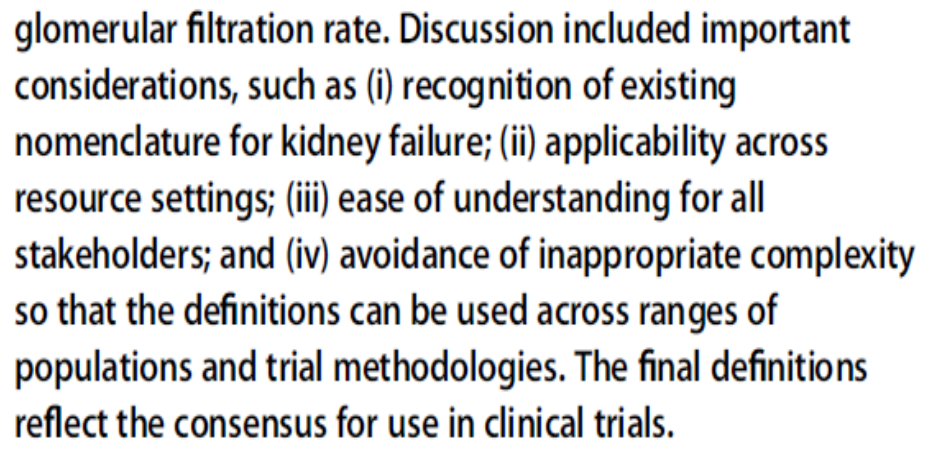 glomerular filtration rate. Discussion included important
considerations, such as (i) recognition of existing
nomenclature for kidney failure; (ii) applicability across
resource settings; (iii) ease of understanding for all
stakeholders; and (iv) avoidance of inappropriate complexity
so that the definitions can be used across ranges of
populations and trial methodologies. The final definitions
reflect the consensus for use in clinical trials.